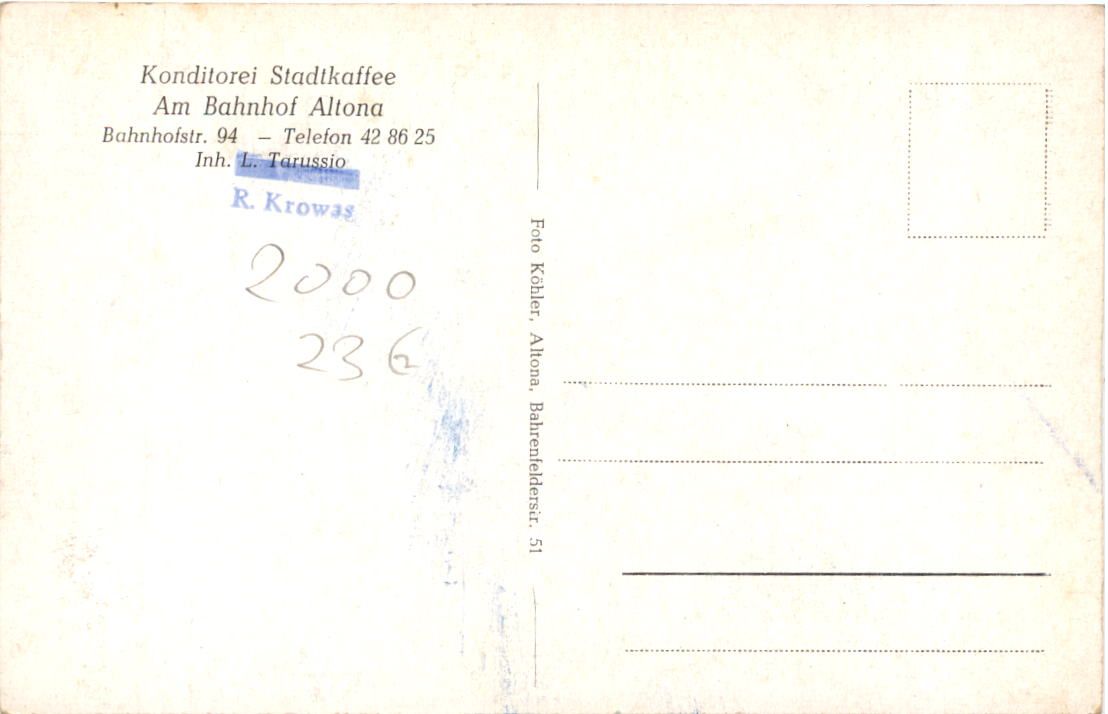 Konditorei Stadtkaffee
Am Bahnhof Altona
Bahnhofstr. 94 – Telefon 42 86 25
Inh. L. Tarussio
R. Krowas
2000
23 €
Foto Köhler, Altona, Bahrenfelderstr. 51